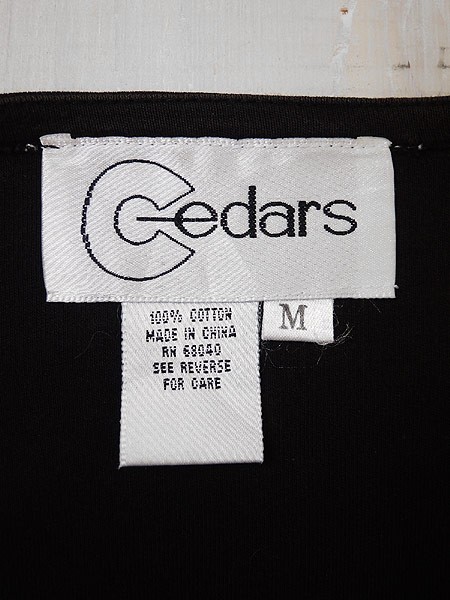 Cedars
100% COTTON
MADE IN CHINA
RN 68040
SEE REVERSE
FOR CARE
M